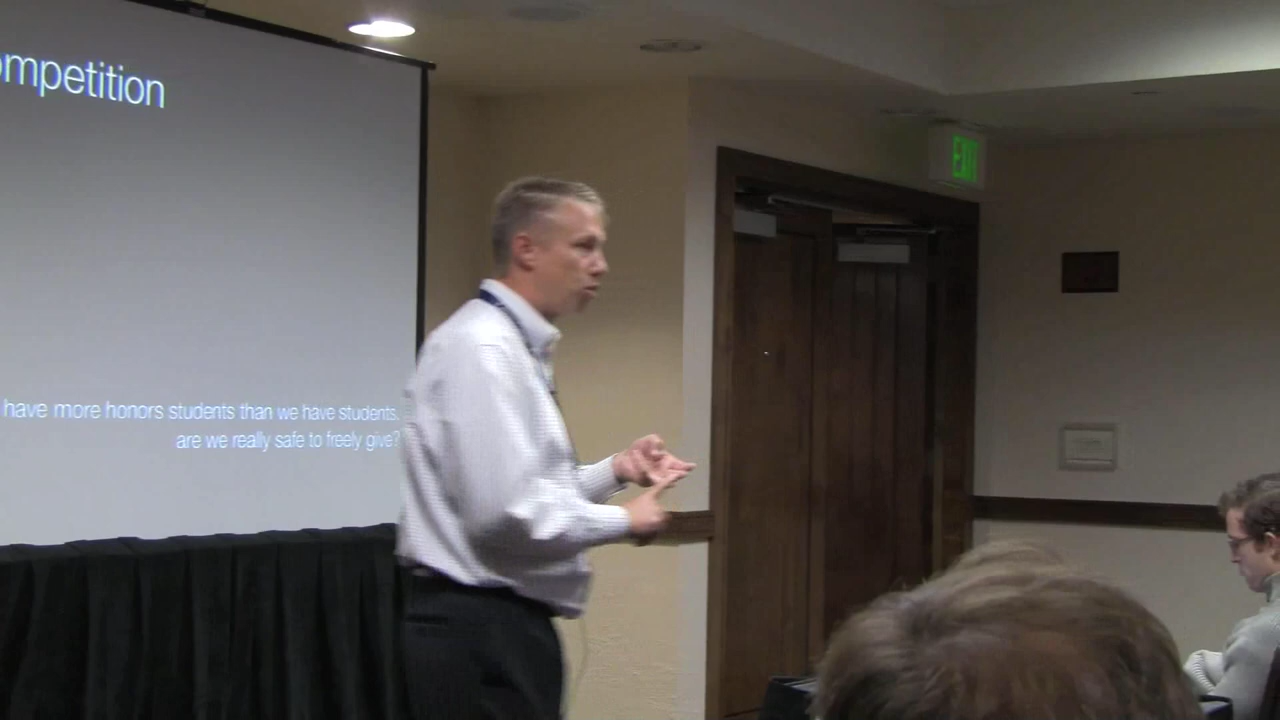 ompetition
EXIT
have more honors students than we have students.
are we really safe to freely give?